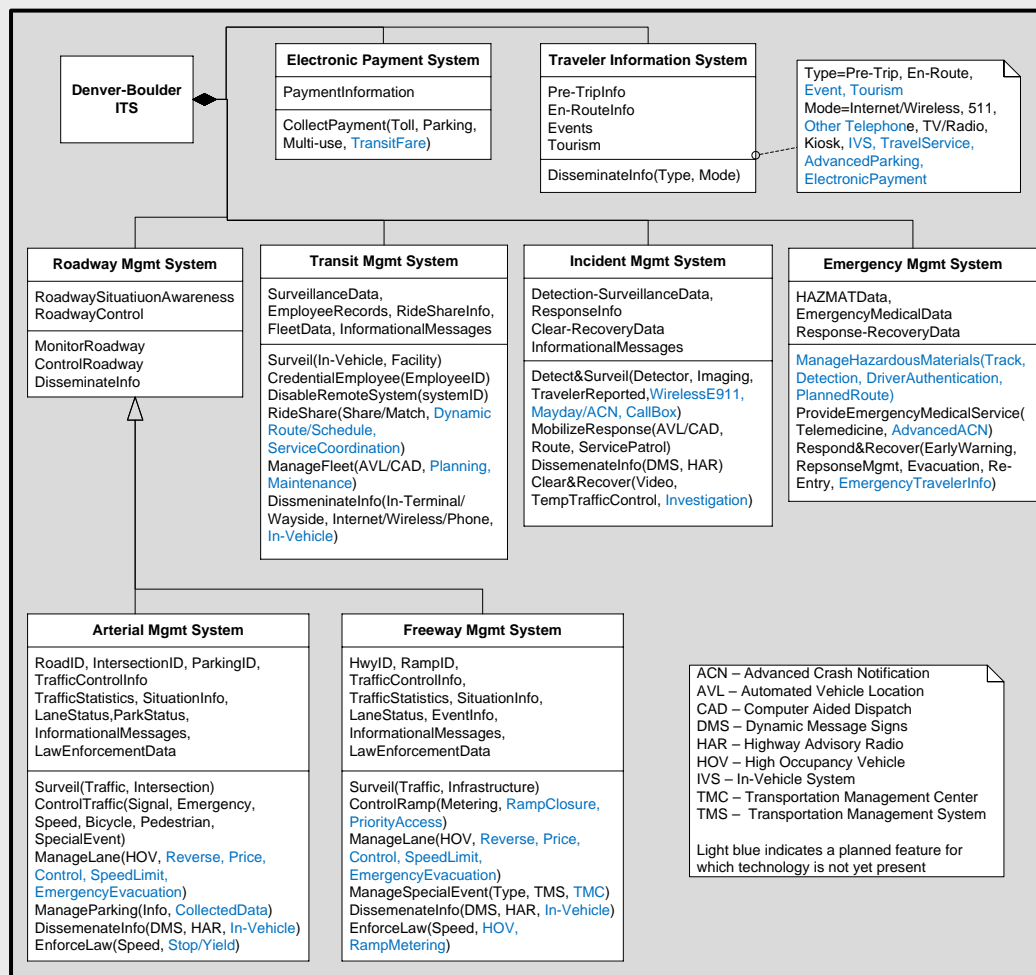 Denver-Boulder
ITS
Electronic Payment System
PaymentInformation
CollectPayment(Toll, Parking,
Multi-use, TransitFare)
Traveler Information System
Pre-TripInfo
En-RouteInfo
Events
Tourism
DisseminateInfo(Type, Mode)
Type=Pre-Trip, En-Route,
Event, Tourism
Mode=Internet/Wireless, 511,
Other Telephone, TV/Radio,
Kiosk, IVS, TravelService,
AdvancedParking,
ElectronicPayment
Roadway Mgmt System
RoadwaySituatiuonAwareness
RoadwayControl
MonitorRoadway
ControlRoadway
DisseminateInfo
Transit Mgmt System
SurveillanceData,
EmployeeRecords, RideShareInfo,
FleetData, InformationalMessages
Surveil(In-Vehicle, Facility)
CredentialEmployee(EmployeeID)
DisableRemoteSystem(systemID)
RideShare(Share/Match, Dynamic
Route/Schedule,
ServiceCoordination)
ManageFleet(AVL/CAD, Planning,
Maintenance)
DissmeninateInfo(In-Terminal/
Wayside, Internet/Wireless/Phone,
In-Vehicle)
Incident Mgmt System
Detection-SurveillanceData,
ResponseInfo
Clear-RecoveryData
InformationalMessages
Detect&Surveil(Detector, Imaging,
TravelerReported,WirelessE911,
Mayday/ACN, CallBox)
MobilizeResponse(AVL/CAD,
Route, ServicePatrol)
DissemenateInfo(DMS, HAR)
Clear&Recover(Video,
TempTrafficControl, Investigation)
Emergency Mgmt System
HAZMATData,
EmergencyMedicalData
Response-RecoveryData
ManageHazardousMaterials(Track,
Detection, DriverAuthentication,
PlannedRoute)
ProvideEmergencyMedicalService(
Telemedicine, AdvancedACN)
Respond&Recover(EarlyWarning,
RepsonseMgmt, Evacuation, Re-
Entry, EmergencyTravelerInfo)
Arterial Mgmt System
RoadID, IntersectionID, ParkingID,
TrafficControlInfo
TrafficStatistics, SituationInfo,
LaneStatus,ParkStatus,
InformationalMessages,
LawEnforcementData
Surveil(Traffic, Intersection)
ControlTraffic(Signal, Emergency,
Speed, Bicycle, Pedestrian,
SpecialEvent)
ManageLane(HOV, Reverse, Price,
Control, SpeedLimit,
EmergencyEvacuation)
ManageParking(Info, CollectedData)
DissemenateInfo(DMS, HAR, In-Vehicle)
EnforceLaw(Speed, Stop/Yield)
Freeway Mgmt System
HwyID, RampID,
TrafficControlInfo,
TrafficStatistics, SituationInfo,
LaneStatus, EventInfo,
InformationalMessages,
LawEnforcementData
Surveil(Traffic, Infrastructure)
ControlRamp(Metering, RampClosure,
PriorityAccess)
ManageLane(HOV, Reverse, Price,
Control, SpeedLimit,
EmergencyEvacuation)
ManageSpecialEvent(Type, TMS, TMC)
DissemenateInfo(DMS, HAR, In-Vehicle)
EnforceLaw(Speed, HOV,
RampMetering)
ACN – Advanced Crash Notification
AVL – Automated Vehicle Location
CAD – Computer Aided Dispatch
DMS – Dynamic Message Signs
HAR – Highway Advisory Radio
HOV – High Occupancy Vehicle
IVS – In-Vehicle System
TMC – Transportation Management Center
TMS – Transportation Management System
Light blue indicates a planned feature for
which technology is not yet present